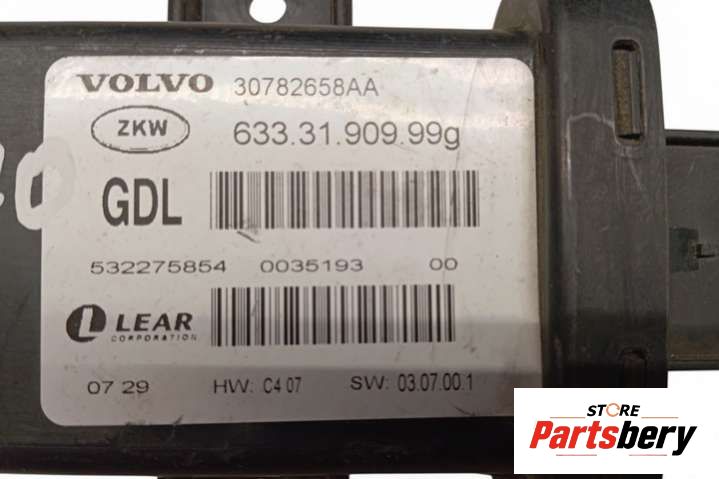 VOLVO 30782658AA
ZKW 633.31.909.99g
GDL
532275854 0035193 00
LEAR
CORPORATION
07 29 HW: C4 07 SW: 03.07.00.1
STORE
Partsbery